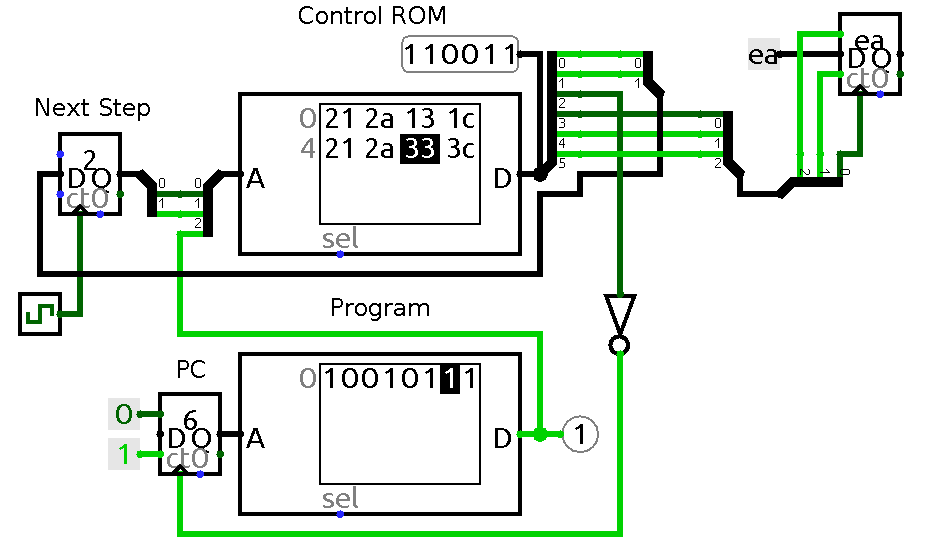 Control ROM
110011
ea
ea
D Q
ct0
0
1
0
1
2
3
4
5
0
1
2
2
1
0
Next Step
2
D Q
ct0
0
1
0
1
2
A
0 21 2a 13 1c
4 21 2a 33 3c
D
sel
Program
PC
0
1
6
D Q
ct0
A
0 10010111
D
1
sel